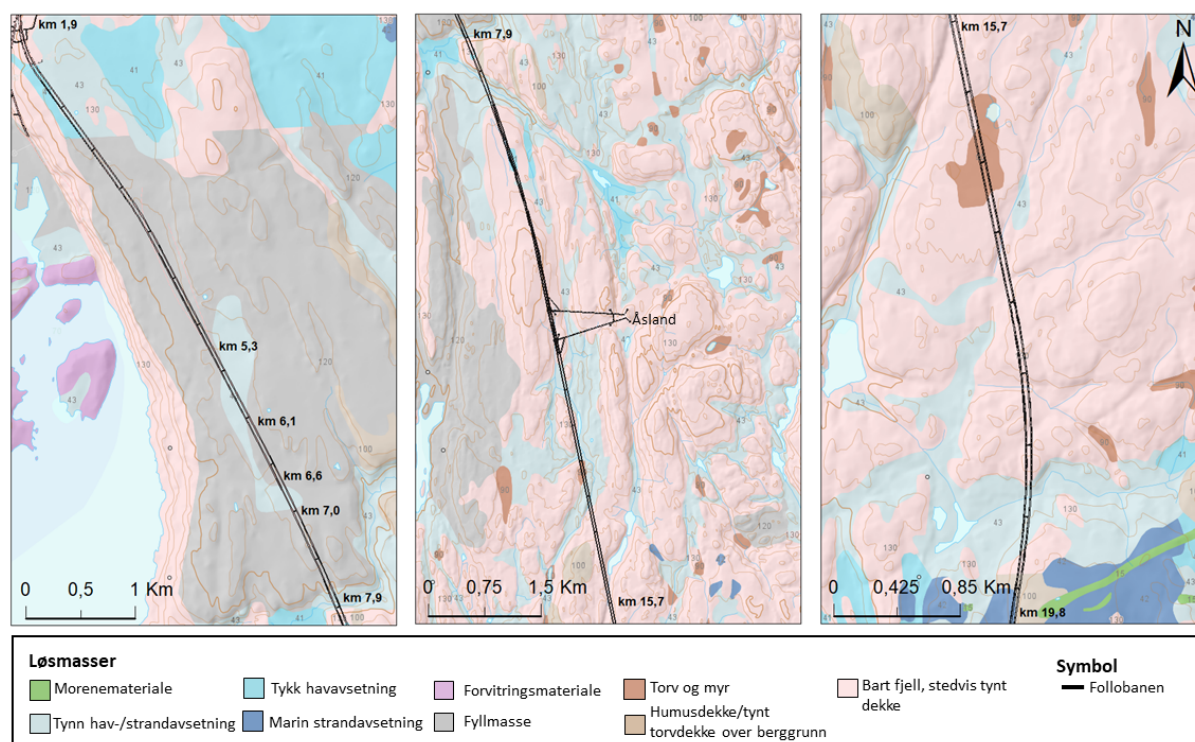 km 1,9
km 5,3
km 6,1
km 6,6
km 7,0
km 7,9
0 0,5 1 Km
km 7,9
Åsland
km 15,7
0 0,75 1,5 Km
km 15,7
N
km 19,8
0 0,425 0,85 Km
Løsmasser
Morenemateriale
Tykk havavsetning
Forvitringsmateriale
Torv og myr
Bart fjell, stedvis tynt
dekke
Tynn hav-/strandavsetning
Marin strandavsetning
Fyllmasse
Humusdekke/tynt
torvdekke over berggrunn
Symbol
Follobanen